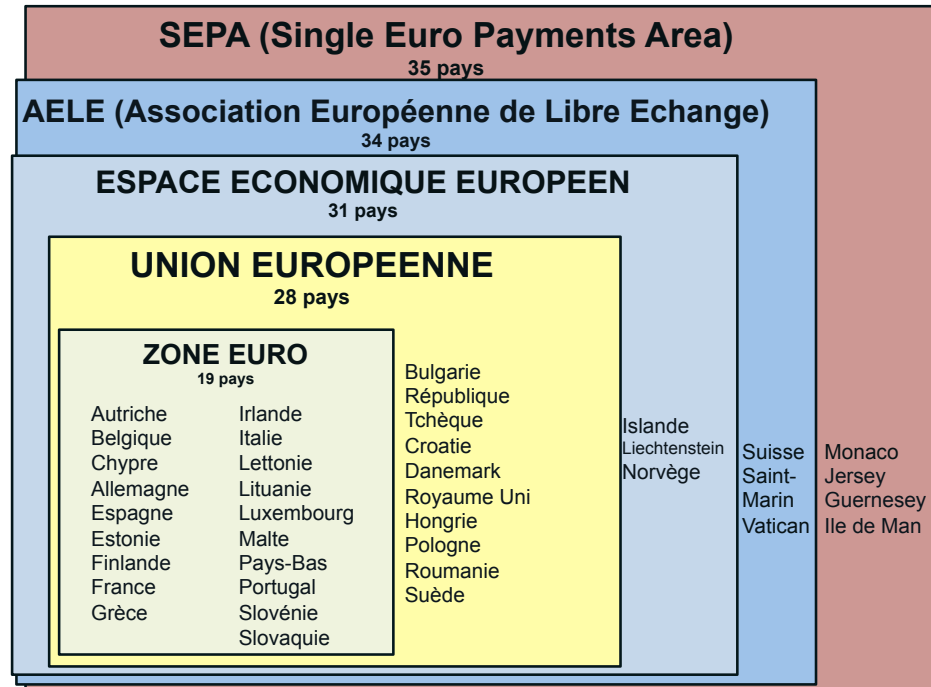 SEPA (Single Euro Payments Area)
35 pays
AELE (Association Européenne de Libre Echange)
34 pays
ESPACE ECONOMIQUE EUROPEEN
31 pays
UNION EUROPEENNE
28 pays
ZONE EURO
19 pays
Autriche
Belgique
Chypre
Allemagne
Espagne
Estonie
Finlande
France
Grèce
Irlande
Italie
Lettonie
Lituanie
Luxembourg
Malte
Pays-Bas
Portugal
Slovénie
Slovaquie
Bulgarie
République
Tchèque
Croatie
Danemark
Royaume Uni
Hongrie
Pologne
Roumanie
Suède
Islande
Liechtenstein
Norvège
Suisse
Saint-
Marin
Vatican
Monaco
Jersey
Guernesey
Ile de Man